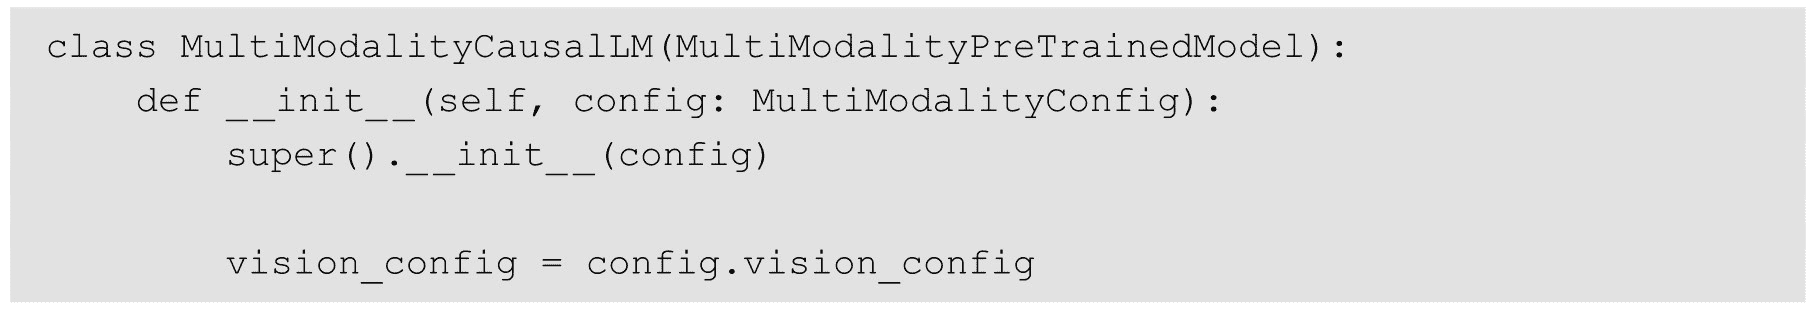 class MultiModalityCausalLM(MultiModalityPreTrainedModel):
    def __init__(self, config: MultiModalityConfig):
        super().__init__(config)

        vision_config = config.vision_config